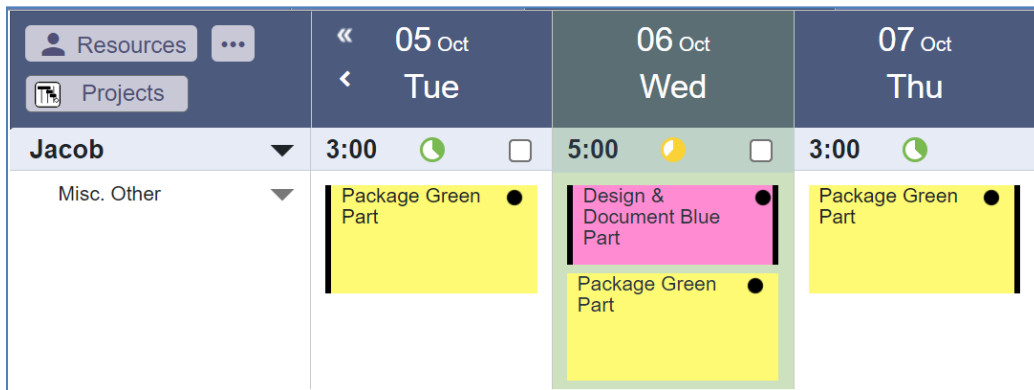 Resources •••
Projects
« 05 Oct
< Tue
06 Oct
Wed
07 Oct
Thu
Jacob
3:00
5:00
3:00
Misc. Other
Package Green
Part
Design &
Document Blue
Part
Package Green
Part
Package Green
Part